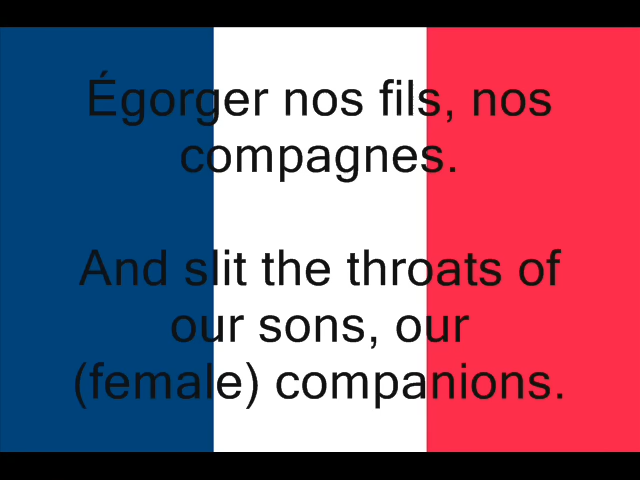 Égorger nos fils, nos
compagnes.
And slit the throats of
our sons, our
(female) companions.